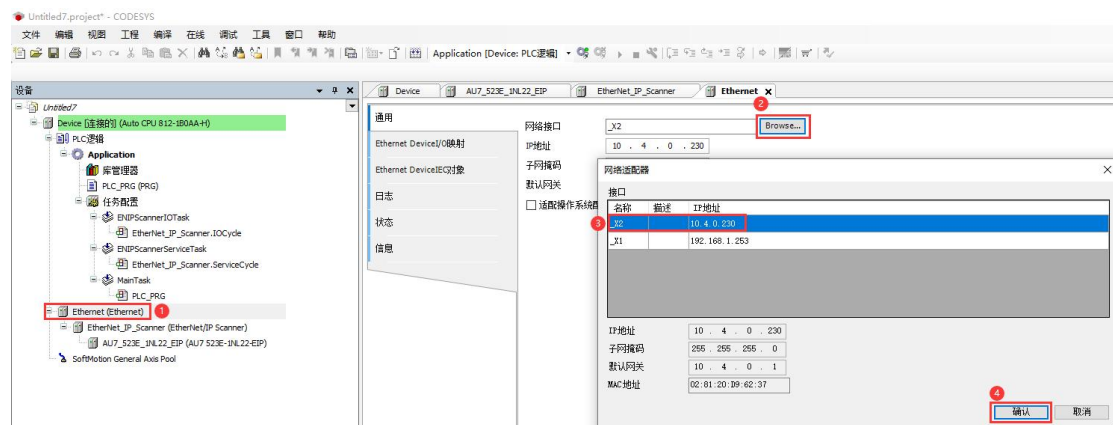 Untitled7.project* - CODESYS
文件 编辑 视图 工程 编译 在线 调试 工具 窗口 帮助
Application [Device: PLC逻辑]
设备
Untitled7
Device [连接的] (Auto CPU 812-1BOAA-H)
PLC逻辑
Application
库管理器
PLC_PRG (PRG)
任务配置
ENIPScannerIOTask
EtherNet_IP_Scanner.IOCycle
ENIPScannerServiceTask
EtherNet_IP_Scanner.ServiceCycle
MainTask
PLC_PRG
Ethernet (Ethernet) 1
EtherNet_IP_Scanner (EtherNet/IP Scanner)
AU7_523E_1NL22_EIP (AU7 523E-1NL22-EIP)
SoftMotion General Axis Pool
Device AU7_523E_1NL22_EIP EtherNet_IP_Scanner Ethernet
通用
Ethernet DeviceI/O映射
Ethernet DeviceIEC对象
日志
状态
信息
2
网络接口 _X2 Browse...
IP地址 10 . 4 . 0 . 230
子网掩码
默认网关
适配操作系统
网络适配器
接口
名称 描述 IP地址
3 _X2 10.4.0.230
_X1 192.168.1.253
IP地址 10 . 4 . 0 . 230
子网掩码 255 . 255 . 255 . 0
默认网关 10 . 4 . 0 . 1
MAC地址 02:81:20:D9:62:37
4
确认 取消